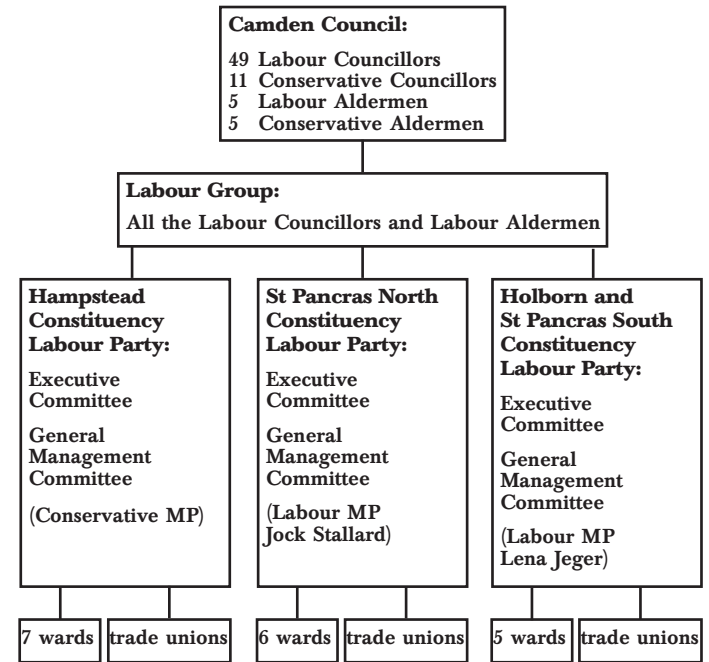 Camden Council:
49 Labour Councillors
11 Conservative Councillors
5 Labour Aldermen
5 Conservative Aldermen
Labour Group:
All the Labour Councillors and Labour Aldermen
Hampstead
Constituency
Labour Party:
Executive
Committee
General
Management
Committee
(Conservative MP)
St Pancras North
Constituency
Labour Party:
Executive
Committee
General
Management
Committee
(Labour MP
Jock Stallard)
Holborn and
St Pancras South
Constituency
Labour Party:
Executive
Committee
General
Management
Committee
(Labour MP
Lena Jeger)
7 wards
trade unions
6 wards
trade unions
5 wards
trade unions